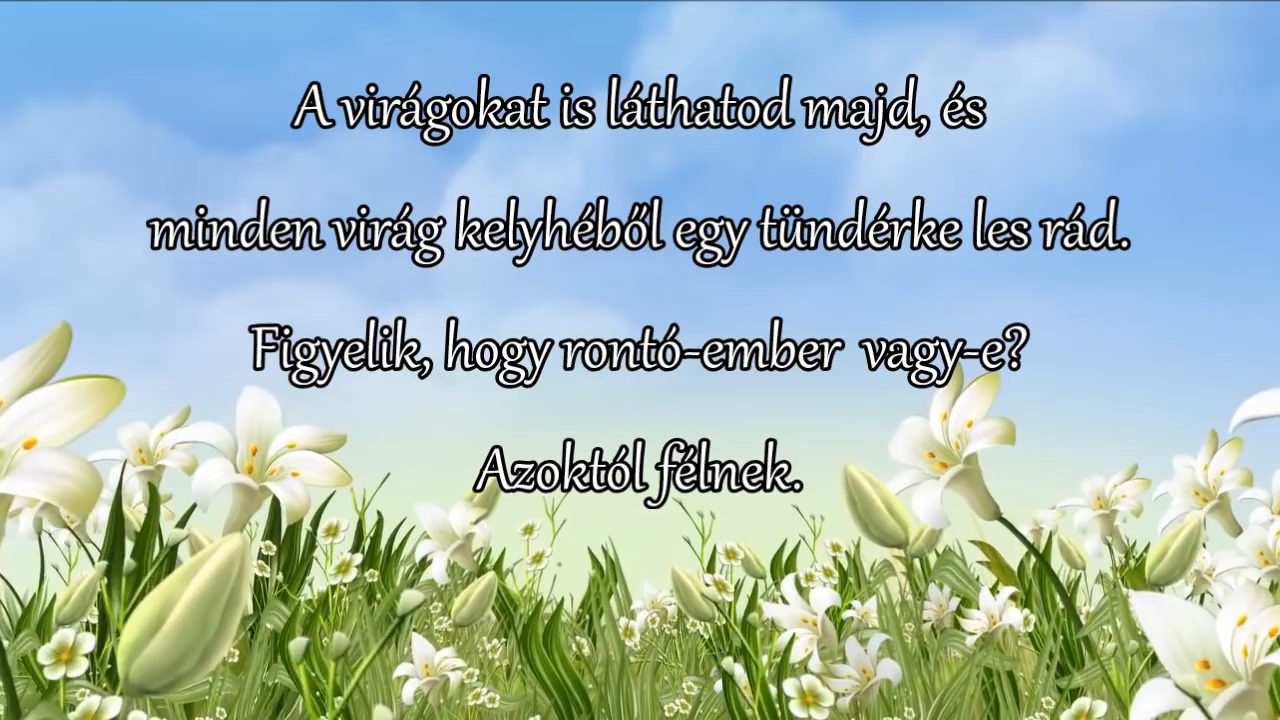 A virágokat is láthatod majd, és
minden virág kelyhéből egy tündérke les rád.
Figyelik, hogy rontó-ember vagy-e?
Azoktól félnek.